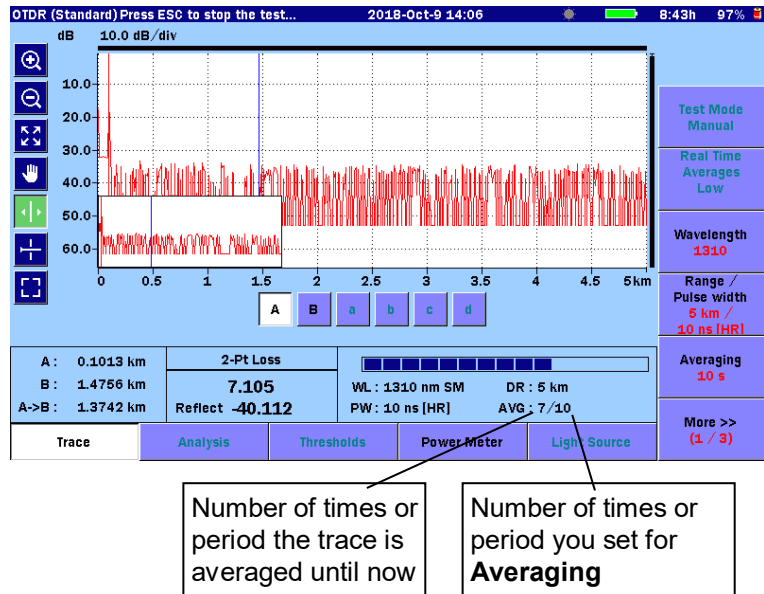 OTDR (Standard) Press ESC to stop the test... 2018-Oct-9 14:06 8:43h 97%
dB 10.0 dB/div
10.0
20.0
30.0
40.0
50.0
60.0
0 0.5 1 1.5 2 2.5 3 3.5 4 4.5 5km
A B a b c d
Test Mode
Manual
Real Time
Averages
Low
Wavelength
1310
Range /
Pulse width
5 km /
10 ns [HR]
Averaging
10 s
More >>
(1 / 3)
A : 0.1013 km
B : 1.4756 km
A->B : 1.3742 km
2-Pt Loss
7.105
Reflect -40.112
WL : 1310 nm SM DR : 5 km
PW : 10 ns [HR] AVG : 7/10
Trace Analysis Thresholds Power Meter Light Source
Number of times or
period the trace is
averaged until now
Number of times or
period you set for
Averaging